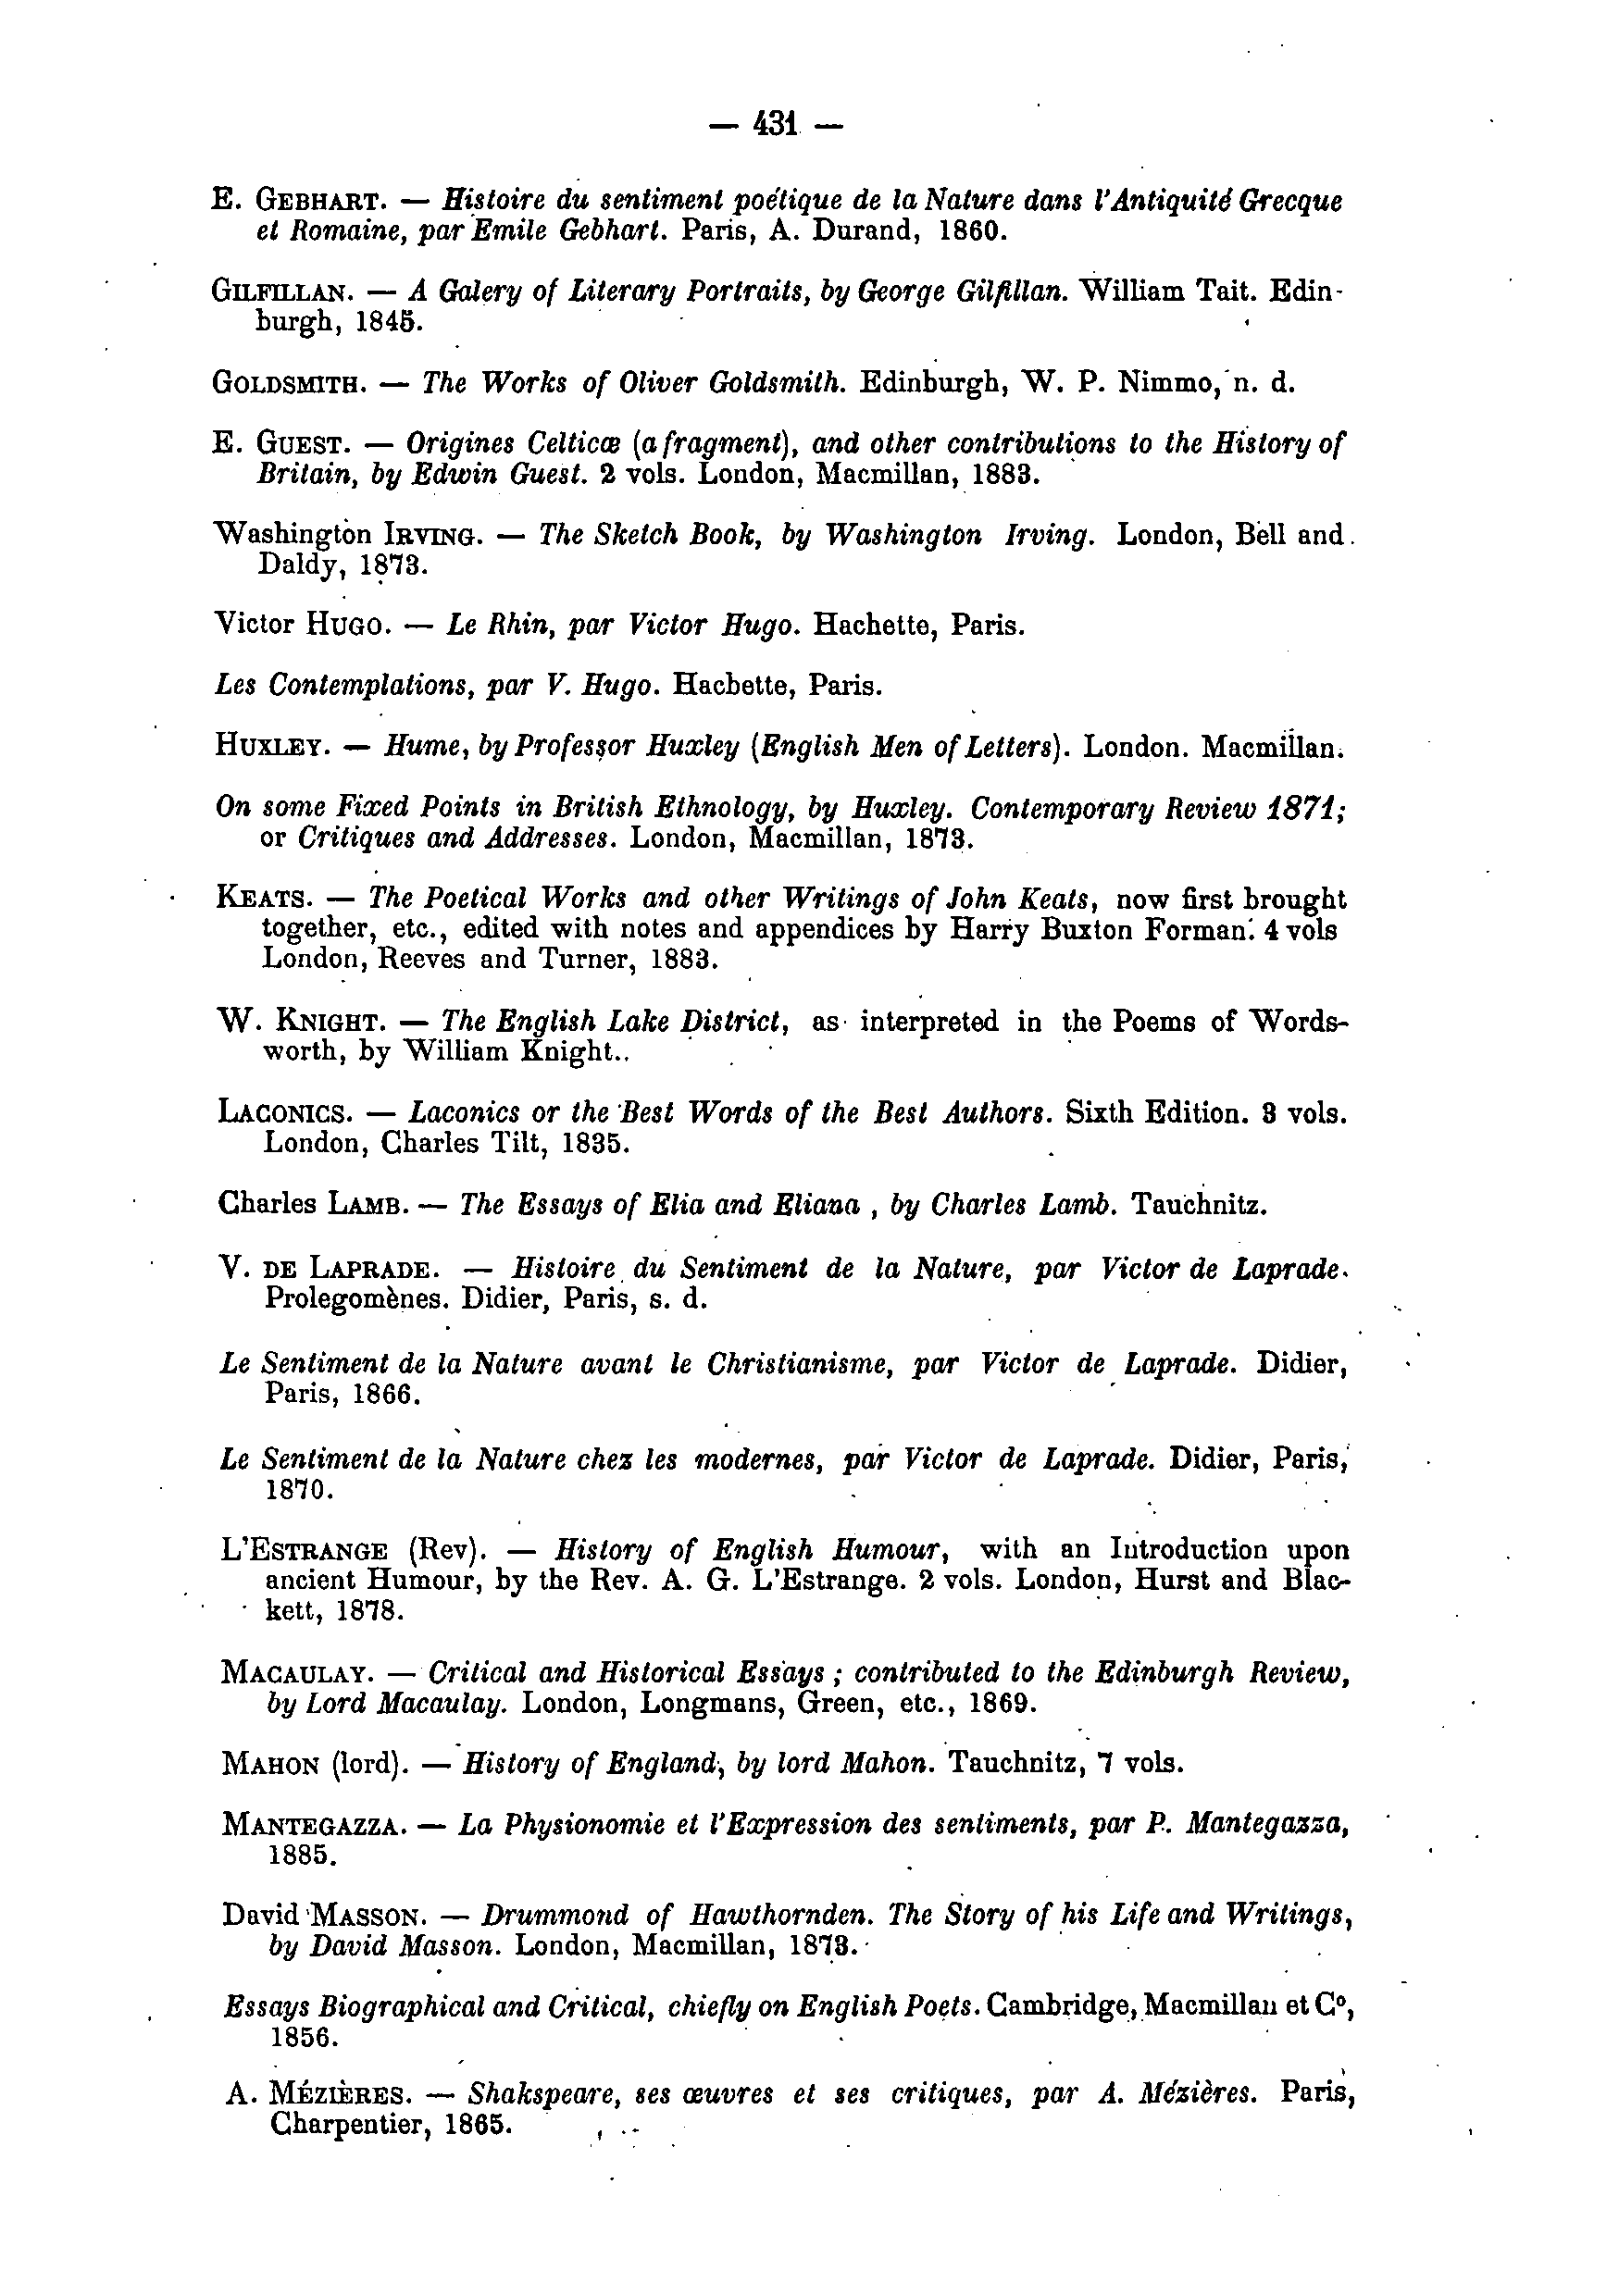 — 431 —
E. GEBHART. — Histoire du sentiment poétique de la Nature dans l'Antiquité Grecque
et Romaine, par Emile Gebhart. Paris, A. Durand, 1860.
GILFILLAN. — A Galery of Literary Portraits, by George Gilfillan. William Tait. Edin-
burgh, 1845.
GOLDSMITH. — The Works of Oliver Goldsmith. Edinburgh, W. P. Nimmo, n. d.
E. GUEST. — Origines Celticæ (a fragment), and other contributions to the History of
Britain, by Edwin Guest. 2 vols. London, Macmillan, 1883.
Washington IRVING. — The Sketch Book, by Washington Irving. London, Bell and
Daldy, 1873.
Victor HUGO. — Le Rhin, par Victor Hugo. Hachette, Paris.
Les Contemplations, par V. Hugo. Hachette, Paris.
HUXLEY. — Hume, by Professor Huxley (English Men of Letters). London. Macmillan.
On some Fixed Points in British Ethnology, by Huxley. Contemporary Review 1871;
or Critiques and Addresses. London, Macmillan, 1873.
KEATS. — The Poetical Works and other Writings of John Keats, now first brought
together, etc., edited with notes and appendices by Harry Buxton Forman. 4 vols
London, Reeves and Turner, 1883.
W. KNIGHT. — The English Lake District, as interpreted in the Poems of Words-
worth, by William Knight..
LACONICS. — Laconics or the Best Words of the Best Authors. Sixth Edition. 3 vols.
London, Charles Tilt, 1835.
Charles LAMB. — The Essays of Elia and Eliana , by Charles Lamb. Tauchnitz.
V. DE LAPRADE. — Histoire du Sentiment de la Nature, par Victor de Laprade.
Prolegomènes. Didier, Paris, s. d.
Le Sentiment de la Nature avant le Christianisme, par Victor de Laprade. Didier,
Paris, 1866.
Le Sentiment de la Nature chez les modernes, par Victor de Laprade. Didier, Paris,
1870.
L'ESTRANGE (Rev). — History of English Humour, with an Introduction upon
ancient Humour, by the Rev. A. G. L'Estrange. 2 vols. London, Hurst and Blac-
kett, 1878.
MACAULAY. — Critical and Historical Essays ; contributed to the Edinburgh Review,
by Lord Macaulay. London, Longmans, Green, etc., 1869.
MAHON (lord). — History of England, by lord Mahon. Tauchnitz, 7 vols.
MANTEGAZZA. — La Physionomie et l'Expression des sentiments, par P. Mantegazza,
1885.
David MASSON. — Drummond of Hawthornden. The Story of his Life and Writings,
by David Masson. London, Macmillan, 1873.
Essays Biographical and Critical, chiefly on English Poets. Cambridge, Macmillan et Cº,
1856.
A. MÉZIÈRES. — Shakspeare, ses œuvres et ses critiques, par A. Mézières. Paris,
Charpentier, 1865.